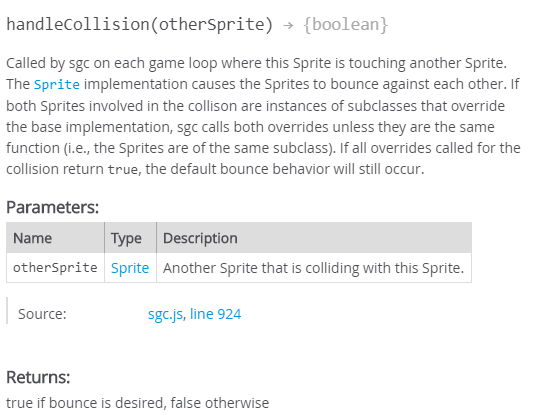 handleCollision(otherSprite) → {boolean}
Called by sgc on each game loop where this Sprite is touching another Sprite.
The Sprite implementation causes the Sprites to bounce against each other. If
both Sprites involved in the collison are instances of subclasses that override
the base implementation, sgc calls both overrides unless they are the same
function (i.e., the Sprites are of the same subclass). If all overrides called for the
collision return true, the default bounce behavior will still occur.
Parameters:
Name Type Description
otherSprite Sprite Another Sprite that is colliding with this Sprite.
Source: sgc.js, line 924
Returns:
true if bounce is desired, false otherwise